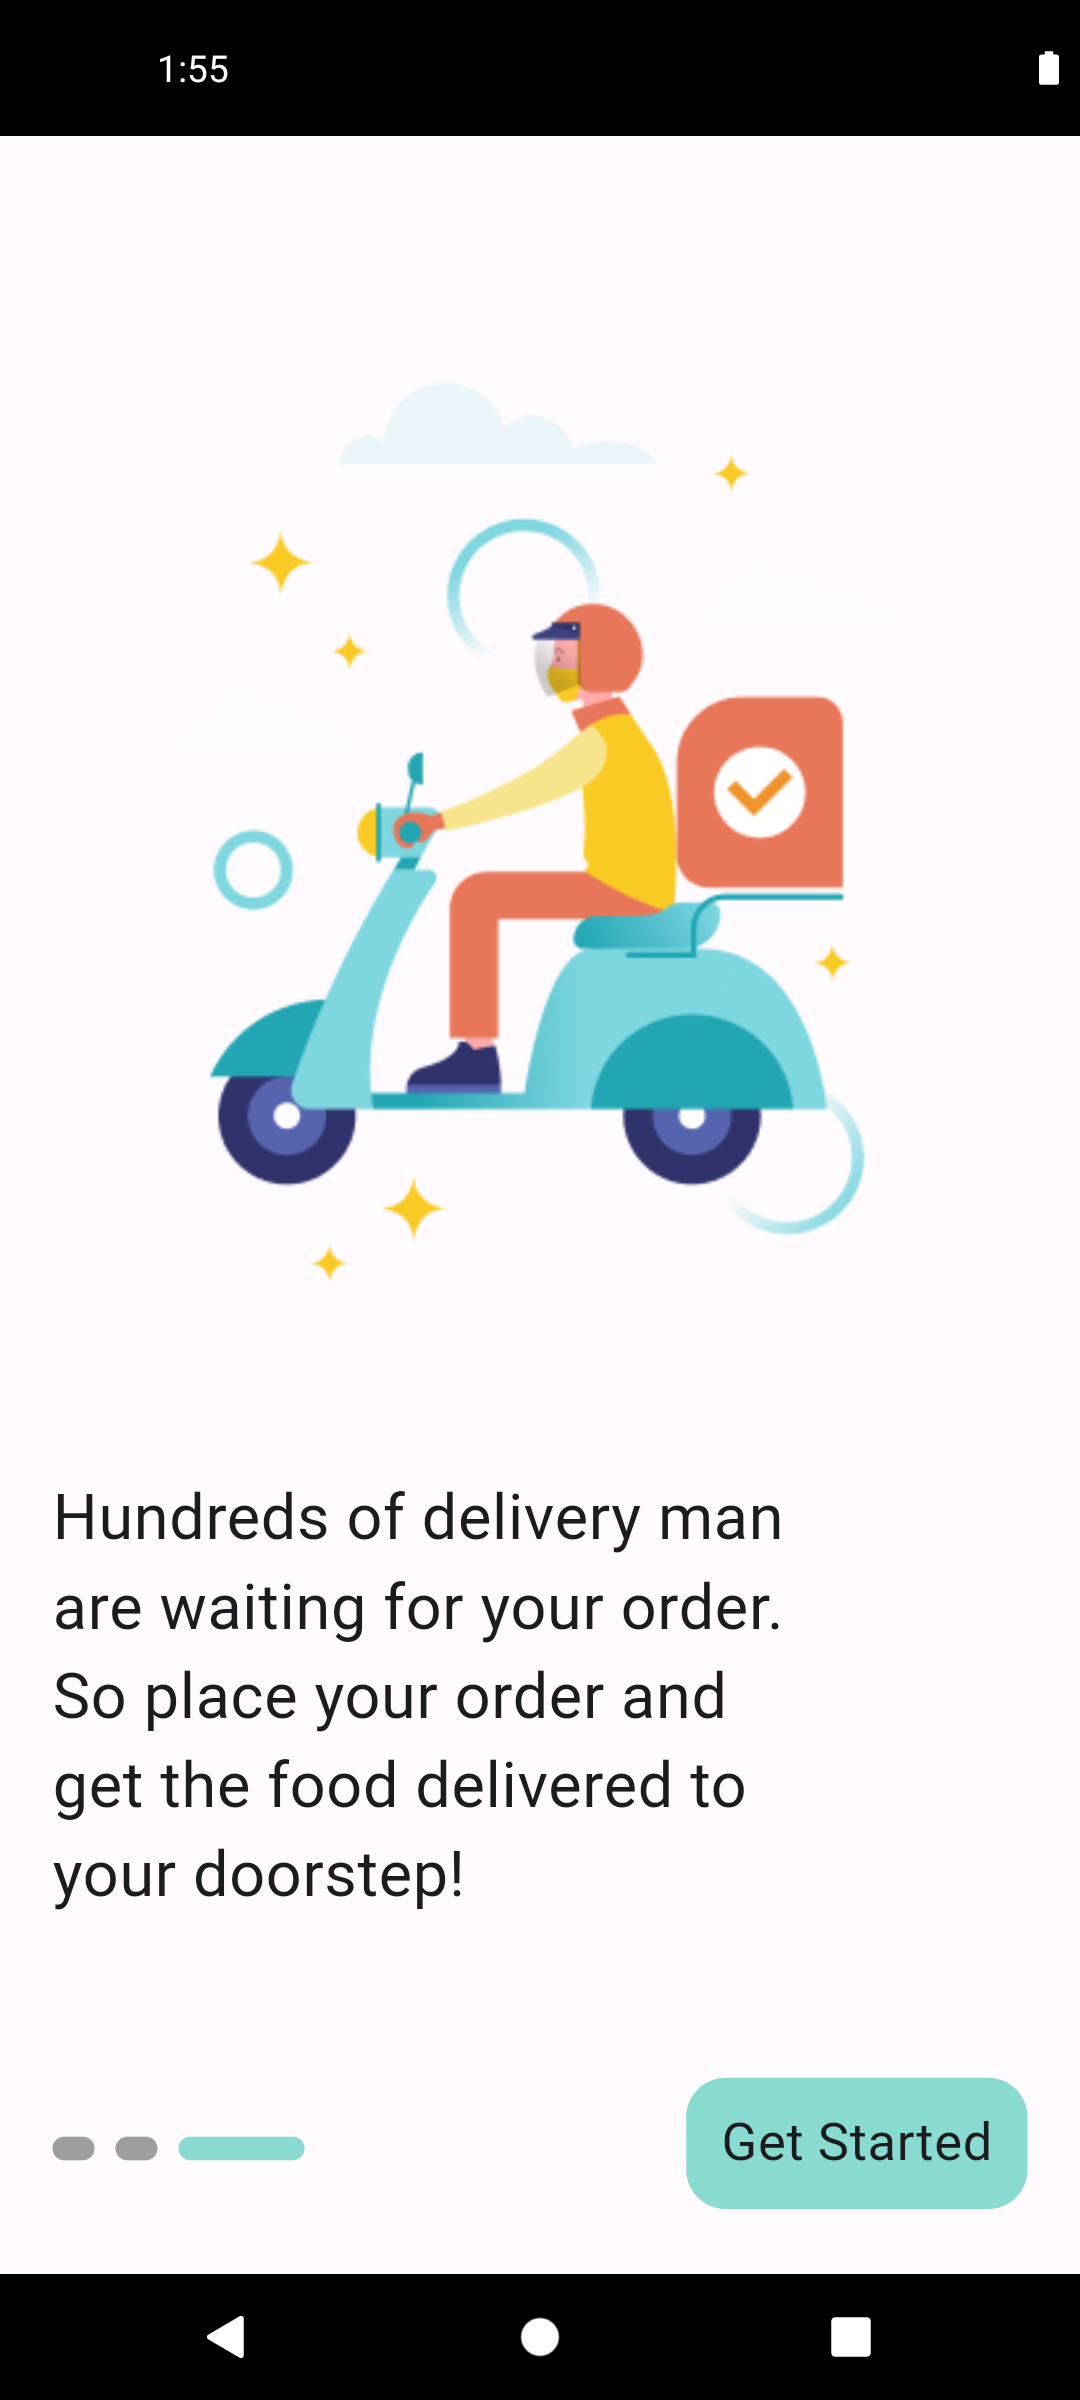 1:55
Hundreds of delivery man
are waiting for your order.
So place your order and
get the food delivered to
your doorstep!
Get Started